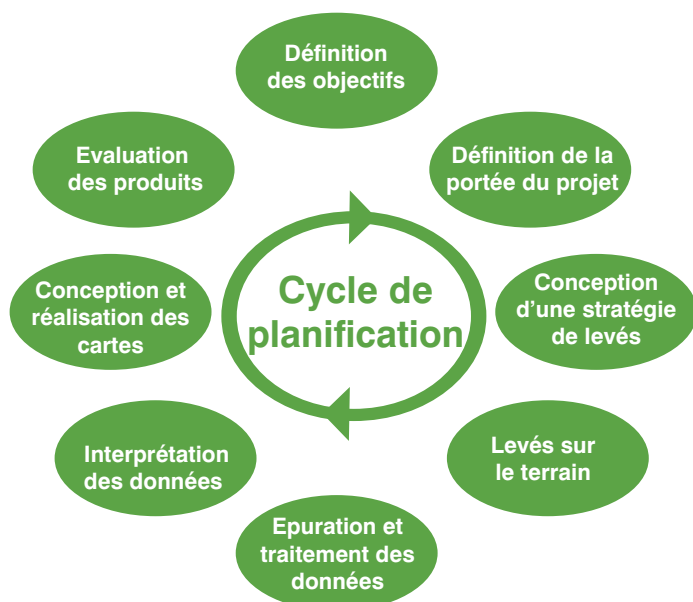 Définition
des objectifs
Définition de la
portée du projet
Conception
d’une stratégie
de levés
Levés sur
le terrain
Epuration et
traitement des
données
Interprétation
des données
Conception et
réalisation des
cartes
Evaluation
des produits
Cycle de
planification